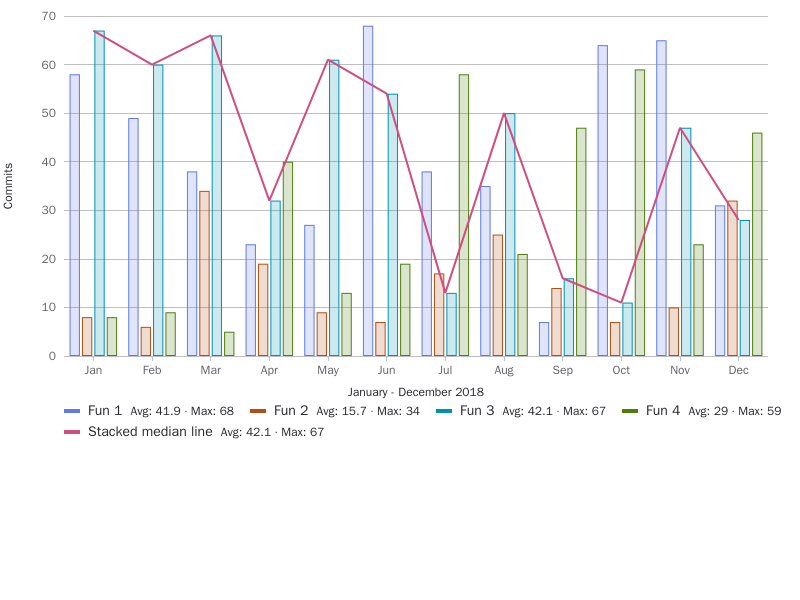 70
60
50
40
30
20
10
0
Commits
Jan Feb Mar Apr May Jun Jul Aug Sep Oct Nov Dec
January - December 2018
Fun 1 Avg: 41.9 · Max: 68 Fun 2 Avg: 15.7 · Max: 34 Fun 3 Avg: 42.1 · Max: 67 Fun 4 Avg: 29 · Max: 59
Stacked median line Avg: 42.1 · Max: 67